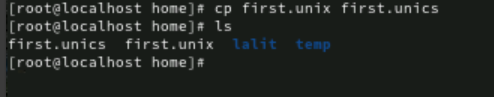 [root@localhost home]# cp first.unix first.unics
[root@localhost home]# ls
first.unics  first.unix  lalit  temp
[root@localhost home]#